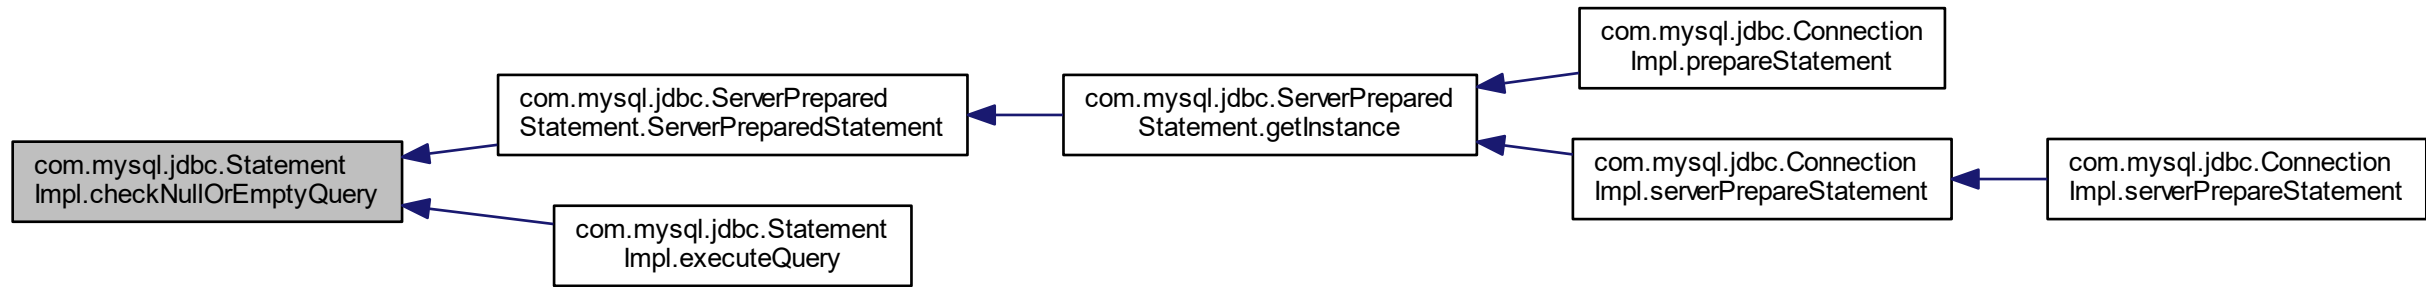 com.mysql.jdbc.Statement
Impl.checkNullOrEmptyQuery
com.mysql.jdbc.ServerPrepared
Statement.ServerPreparedStatement
com.mysql.jdbc.Statement
Impl.executeQuery
com.mysql.jdbc.ServerPrepared
Statement.getInstance
com.mysql.jdbc.Connection
Impl.prepareStatement
com.mysql.jdbc.Connection
Impl.serverPrepareStatement
com.mysql.jdbc.Connection
Impl.serverPrepareStatement